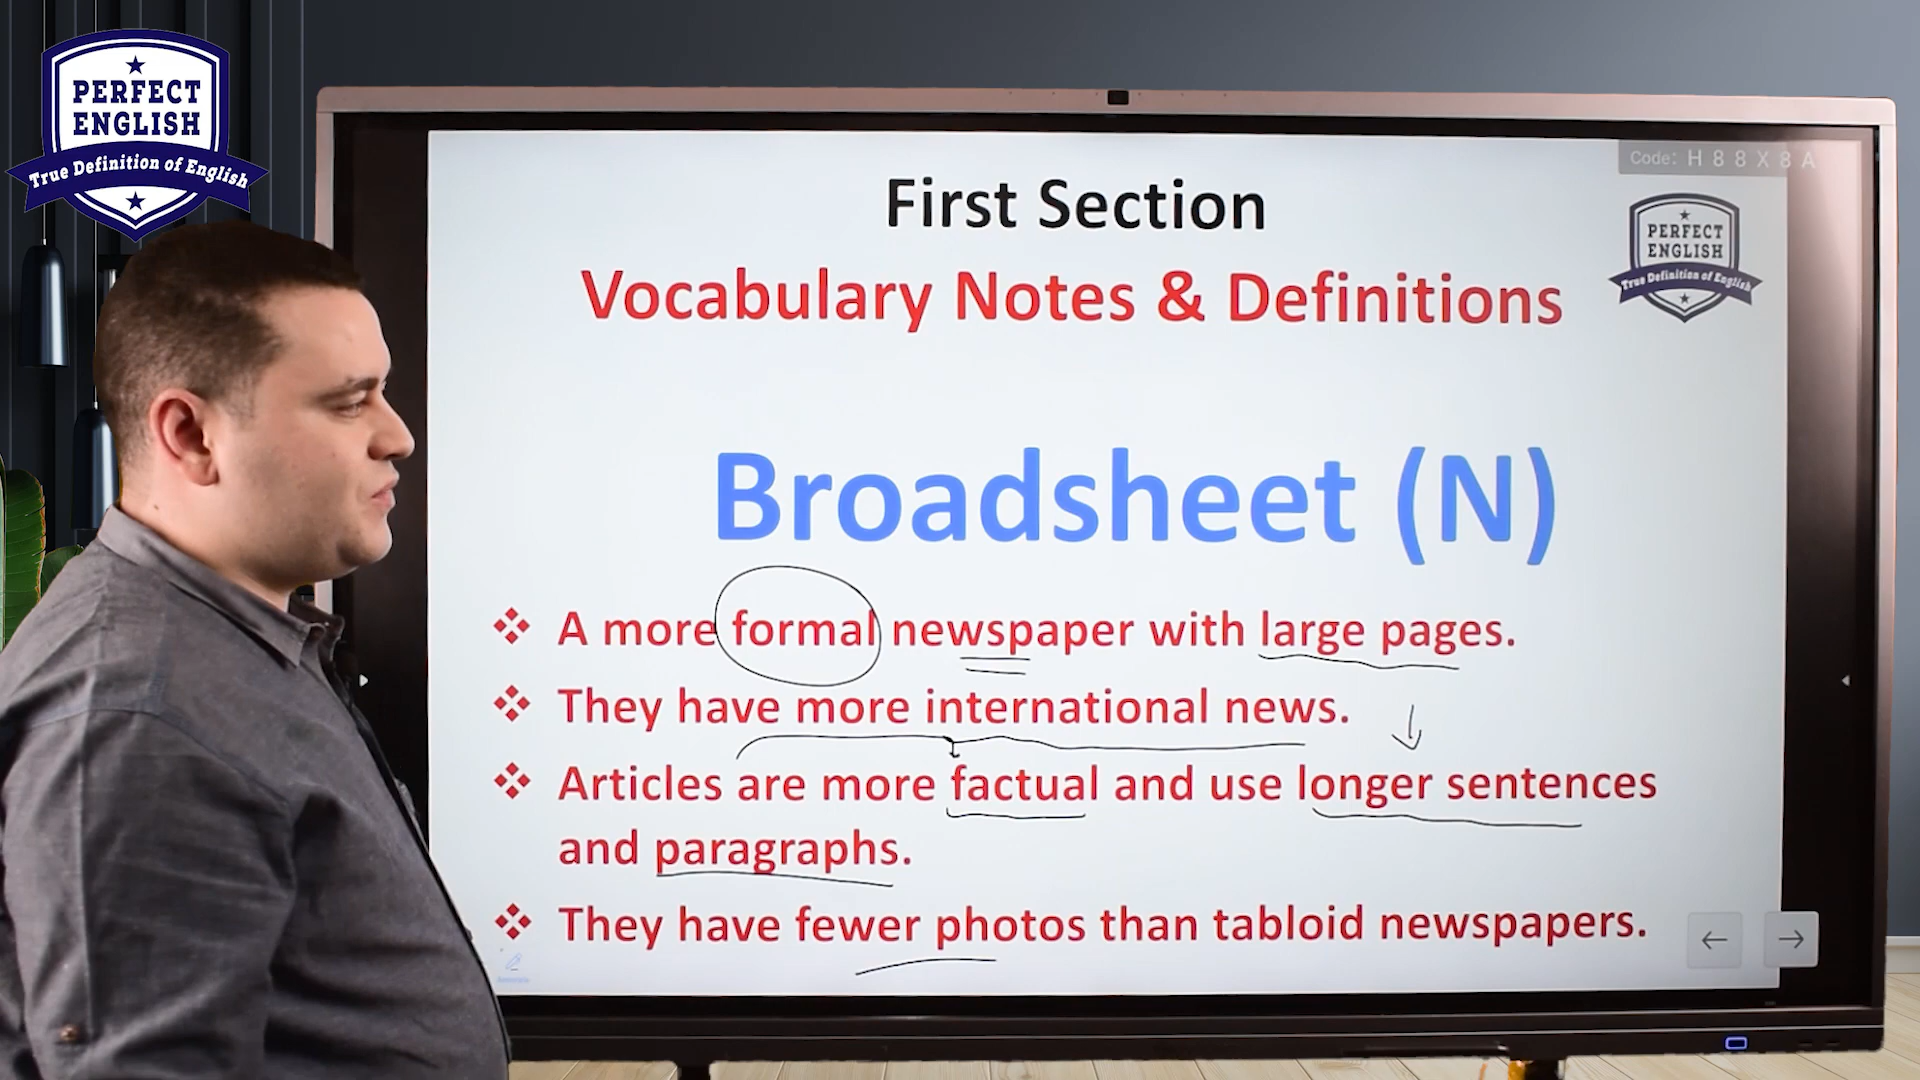 PERFECT
ENGLISH
True Definition of English
Code: H88X8A
First Section
PERFECT
ENGLISH
True Definition of English
Vocabulary Notes & Definitions
Broadsheet (N)
❖ A more formal newspaper with large pages.
❖ They have more international news.
❖ Articles are more factual and use longer sentences
and paragraphs.
❖ They have fewer photos than tabloid newspapers.